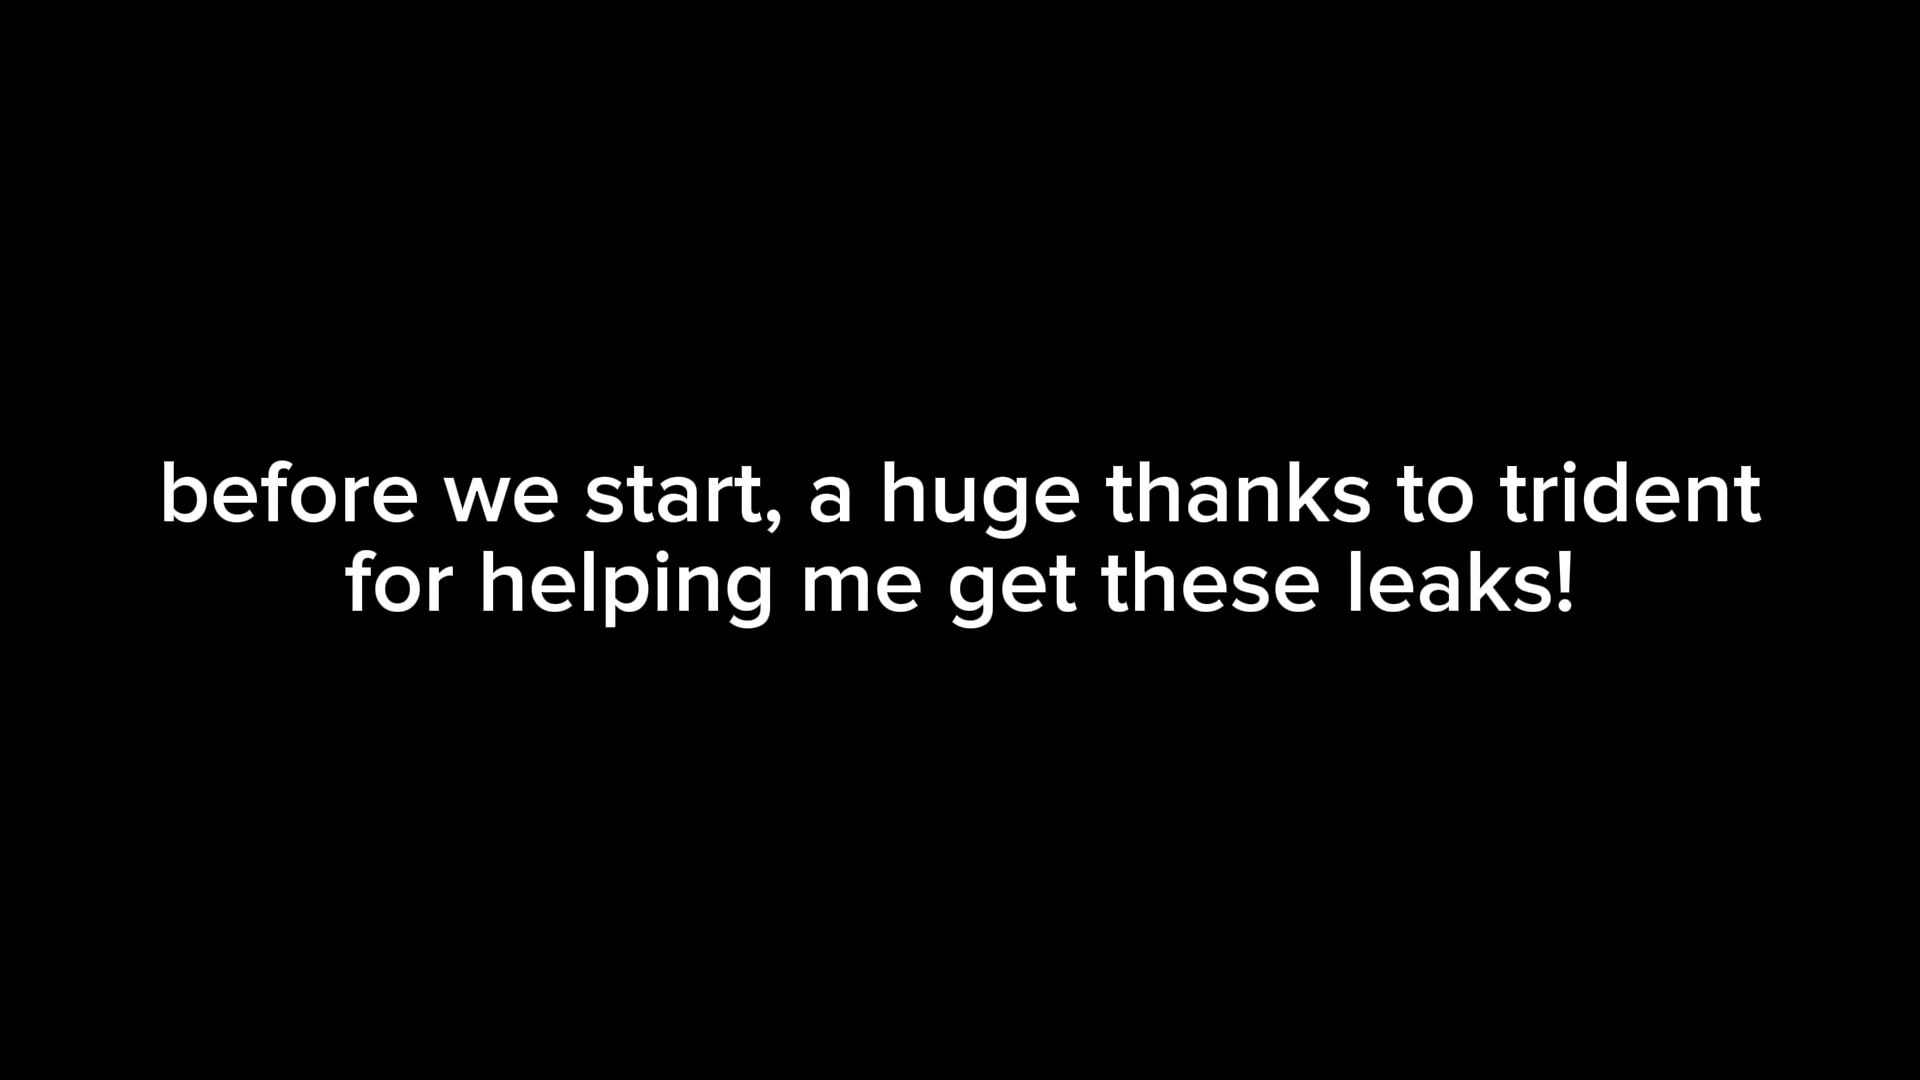 before we start, a huge thanks to trident
for helping me get these leaks!